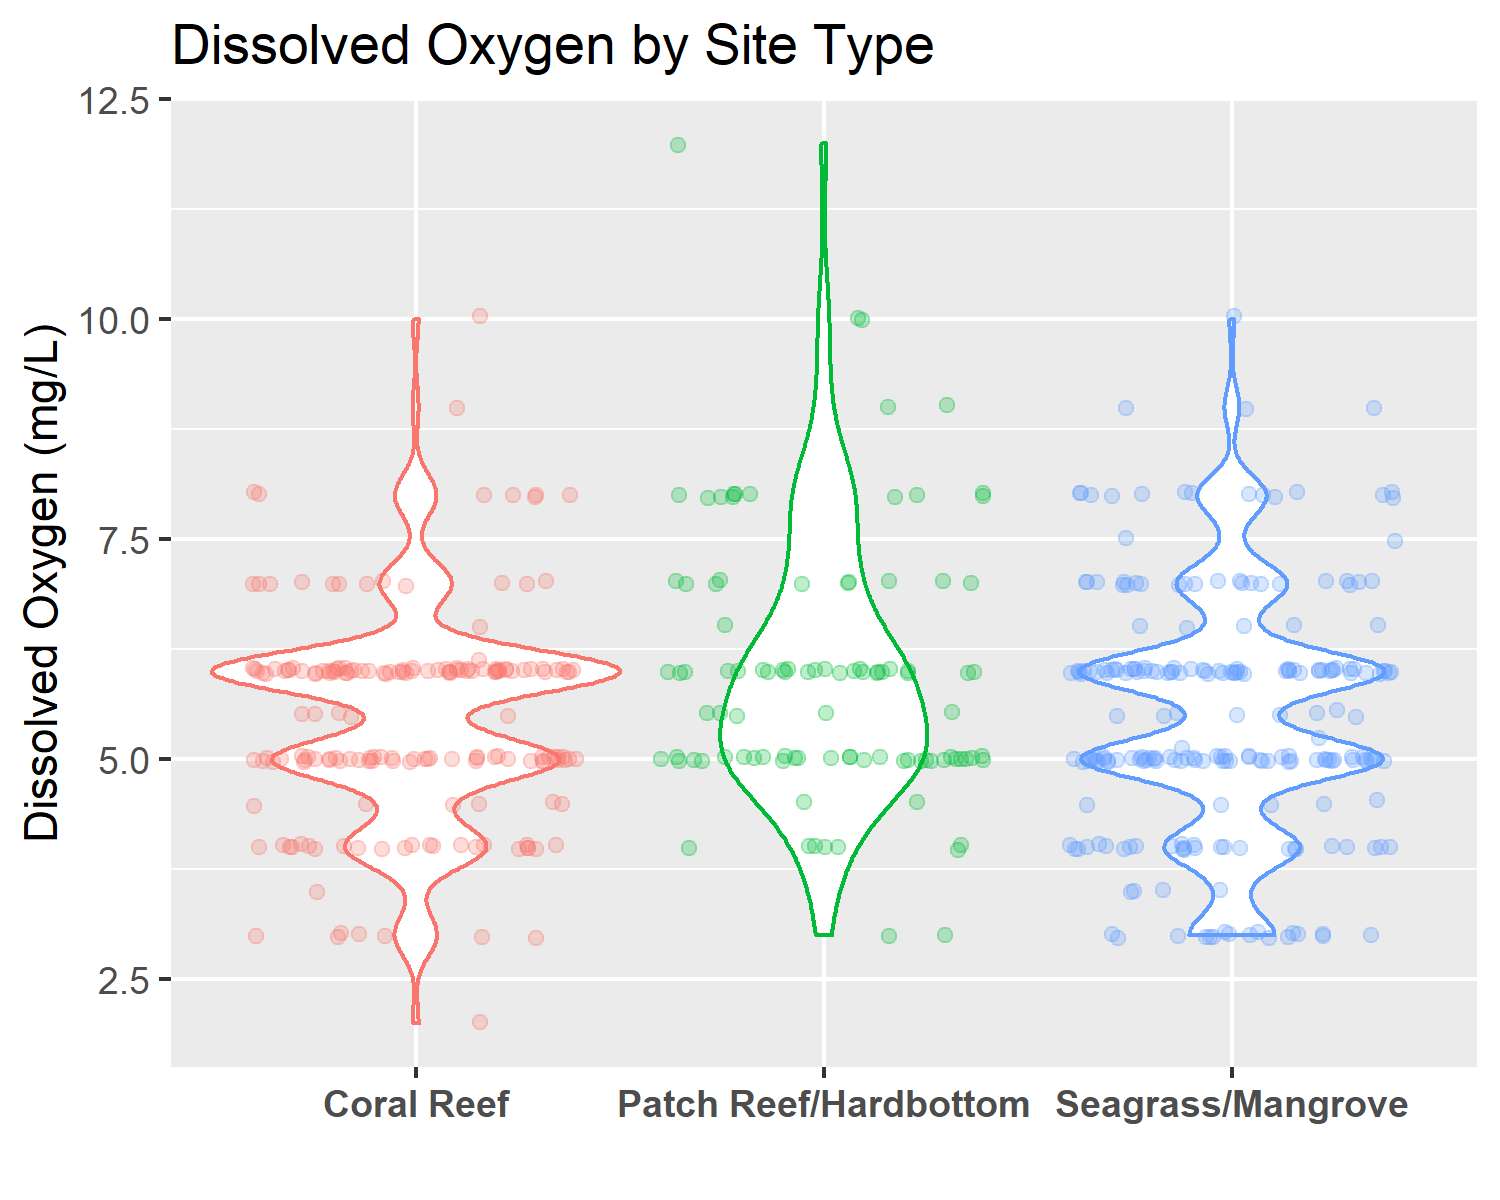 Dissolved Oxygen by Site Type
Dissolved Oxygen (mg/L)
12.5
10.0
7.5
5.0
2.5
Coral Reef
Patch Reef/Hardbottom
Seagrass/Mangrove